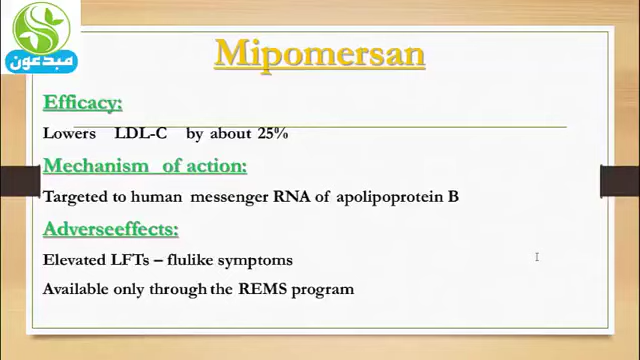 مبدعون
Mipomersan
Efficacy:
Lowers LDL-C by about 25%
Mechanism of action:
Targeted to human messenger RNA of apolipoprotein B
Adverseeffects:
Elevated LFTs – flulike symptoms
Available only through the REMS program